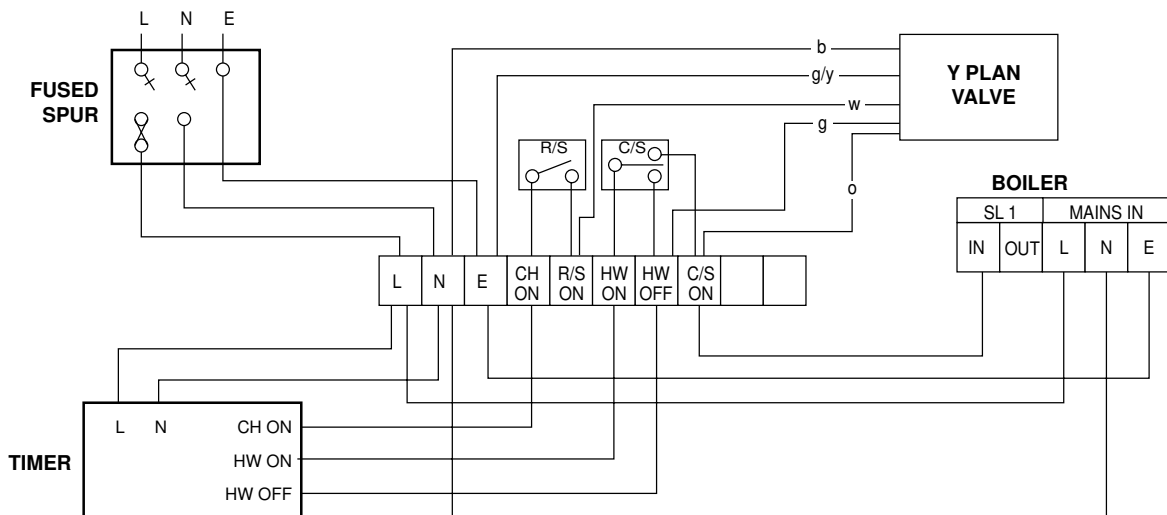 L N E
FUSED
SPUR
b
g/y
w
g
o
Y PLAN
VALVE
R/S
C/S
BOILER
SL 1 MAINS IN
IN OUT L N E
L N E CH ON R/S ON HW ON HW OFF C/S ON
TIMER
L N CH ON
HW ON
HW OFF